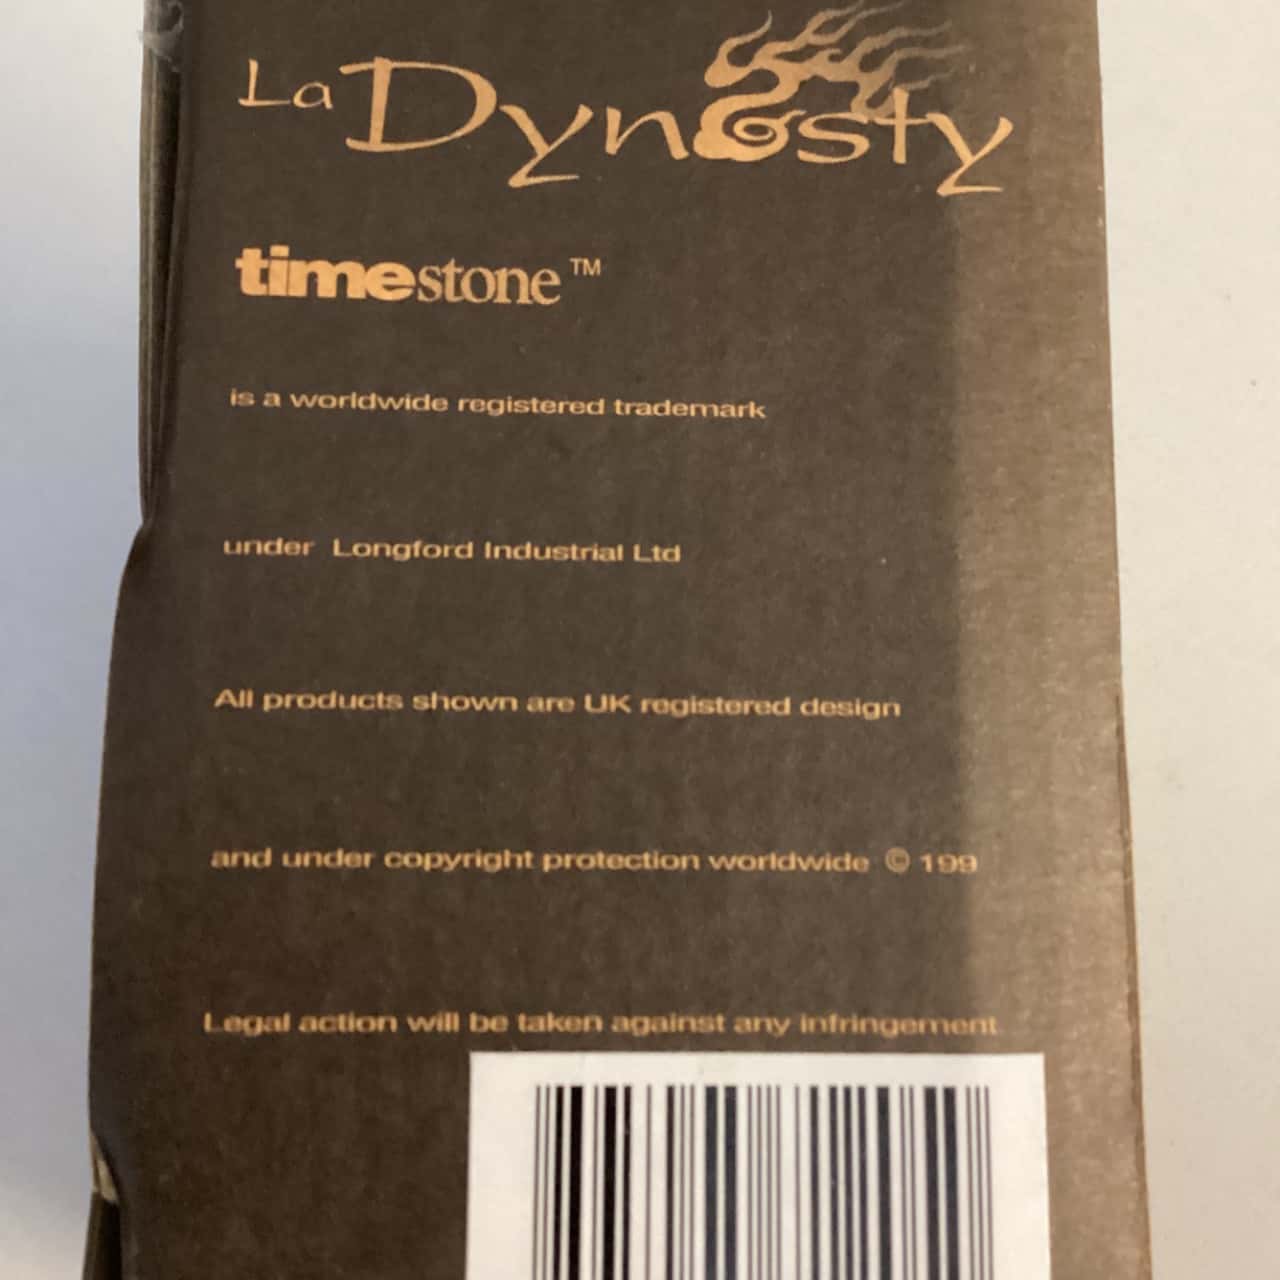 La Dynasty
timestone™
is a worldwide registered trademark
under Longford Industrial Ltd
All products shown are UK registered design
and under copyright protection worldwide © 199
Legal action will be taken against any infringement